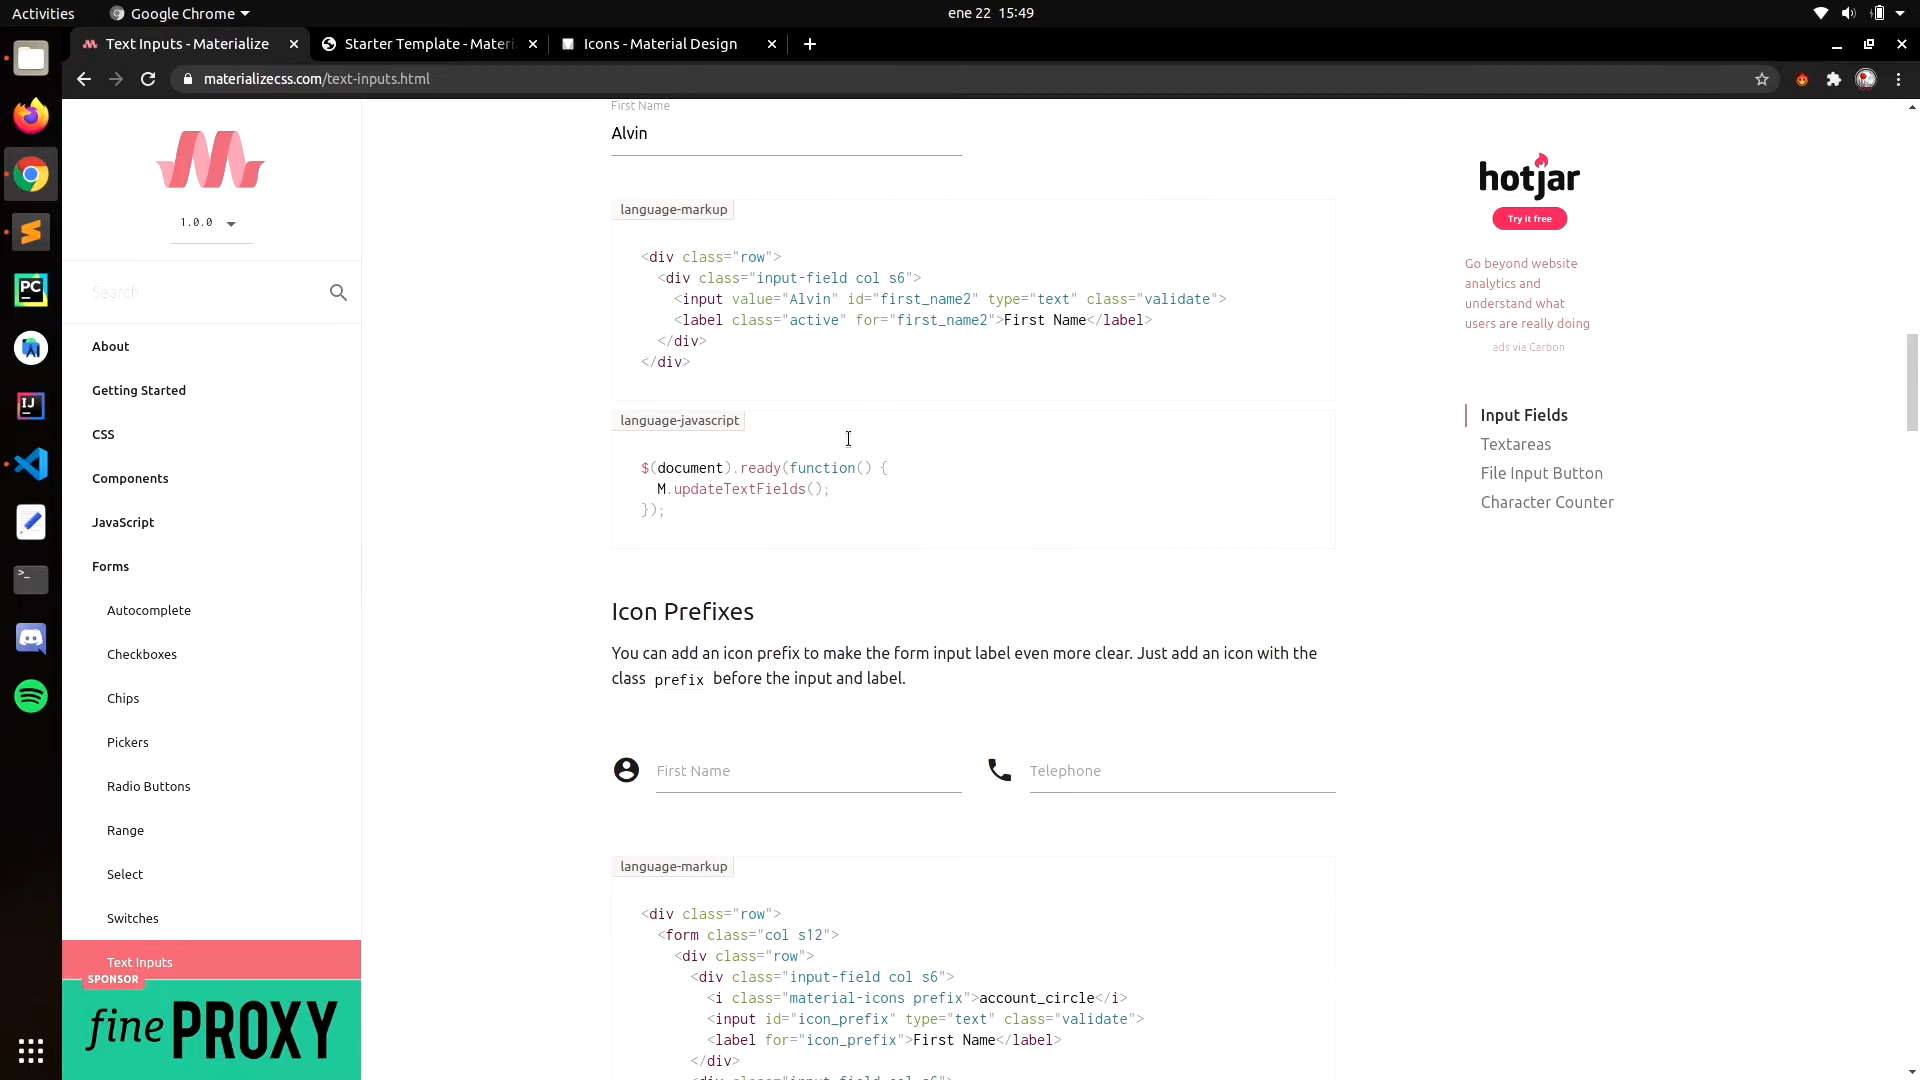 Activities
Google Chrome
ene 22 15:49
Text Inputs - Materialize
Starter Template - Materi
Icons - Material Design
materializecss.com/text-inputs.html
1.0.0
Search
About
Getting Started
CSS
Components
JavaScript
Forms
Autocomplete
Checkboxes
Chips
Pickers
Radio Buttons
Range
Select
Switches
Text Inputs
SPONSOR
fine PROXY
First Name
Alvin
language-markup
<div class="row">
<div class="input-field col s6">
<input value="Alvin" id="first_name2" type="text" class="validate">
<label class="active" for="first_name2">First Name</label>
</div>
</div>
language-javascript
$(document).ready(function() {
M.updateTextFields();
});
Icon Prefixes
You can add an icon prefix to make the form input label even more clear. Just add an icon with the
class prefix before the input and label.
First Name
Telephone
language-markup
<div class="row">
<form class="col s12">
<div class="row">
<div class="input-field col s6">
<i class="material-icons prefix">account_circle</i>
<input id="icon_prefix" type="text" class="validate">
<label for="icon_prefix">First Name</label>
</div>
<div class="input-field col s6">
hotjar
Try it free
Go beyond website
analytics and
understand what
users are really doing
ads via Carbon
Input Fields
Textareas
File Input Button
Character Counter
PC
IJ
>_